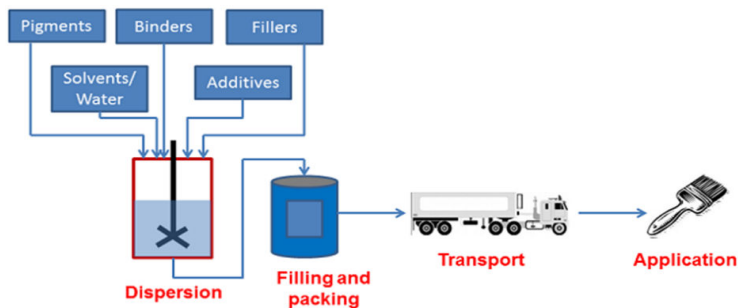 Pigments
Binders
Fillers
Solvents/
Water
Additives
Dispersion
Filling and
packing
Transport
Application